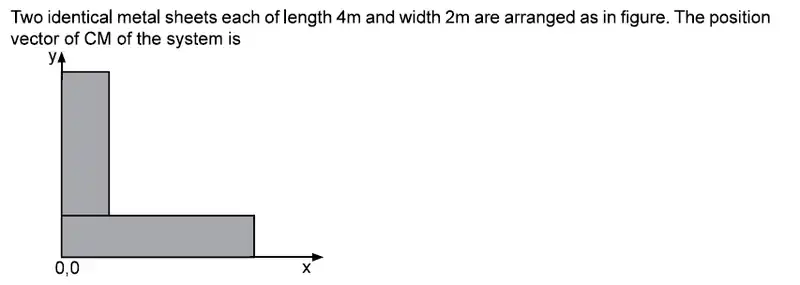 Two identical metal sheets each of length 4m and width 2m are arranged as in figure. The position
vector of CM of the system is
y
0,0
x